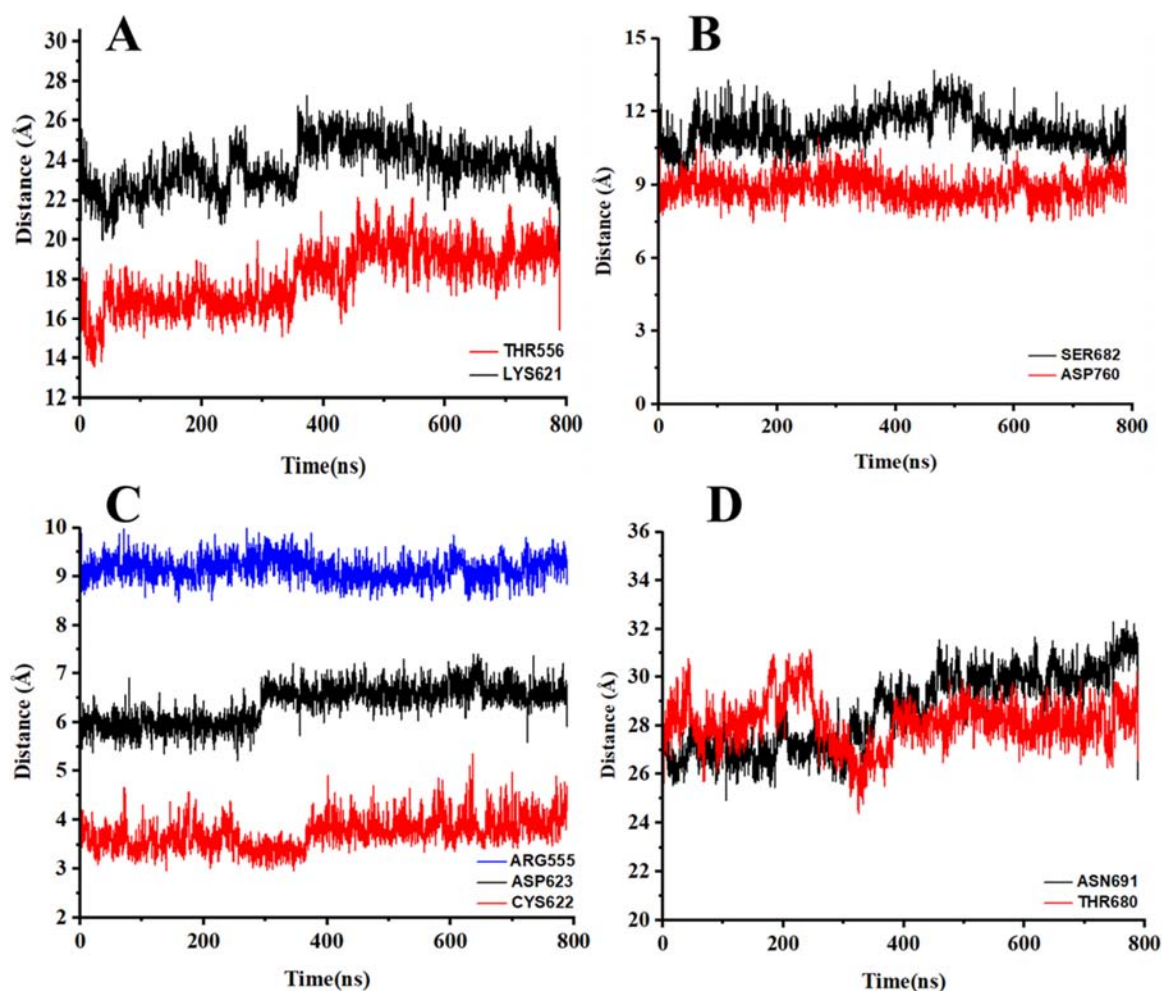 A
Distance (Å)
30
28
26
24
22
20
18
16
14
12
THR556
LYS621
0
200
400
600
800
Time(ns)
B
Distance (Å)
15
12
9
6
3
0
SER682
ASP760
0
200
400
600
800
Time(ns)
C
Distance (Å)
10
9
8
7
6
5
4
3
2
ARG555
ASP623
CYS622
0
200
400
600
800
Time(ns)
D
Distance (Å)
36
34
32
30
28
26
24
22
20
ASN691
THR680
0
200
400
600
800
Time(ns)